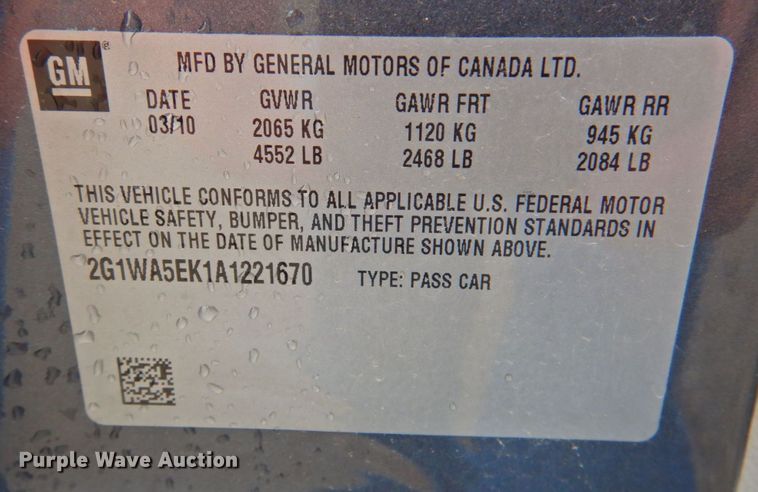 GM ® MFD BY GENERAL MOTORS OF CANADA LTD.
DATE GVWR GAWR FRT GAWR RR
03/10 2065 KG 1120 KG 945 KG
4552 LB 2468 LB 2084 LB
THIS VEHICLE CONFORMS TO ALL APPLICABLE U.S. FEDERAL MOTOR
VEHICLE SAFETY, BUMPER, AND THEFT PREVENTION STANDARDS IN
EFFECT ON THE DATE OF MANUFACTURE SHOWN ABOVE.
2G1WA5EK1A1221670 TYPE: PASS CAR
Purple Wave Auction